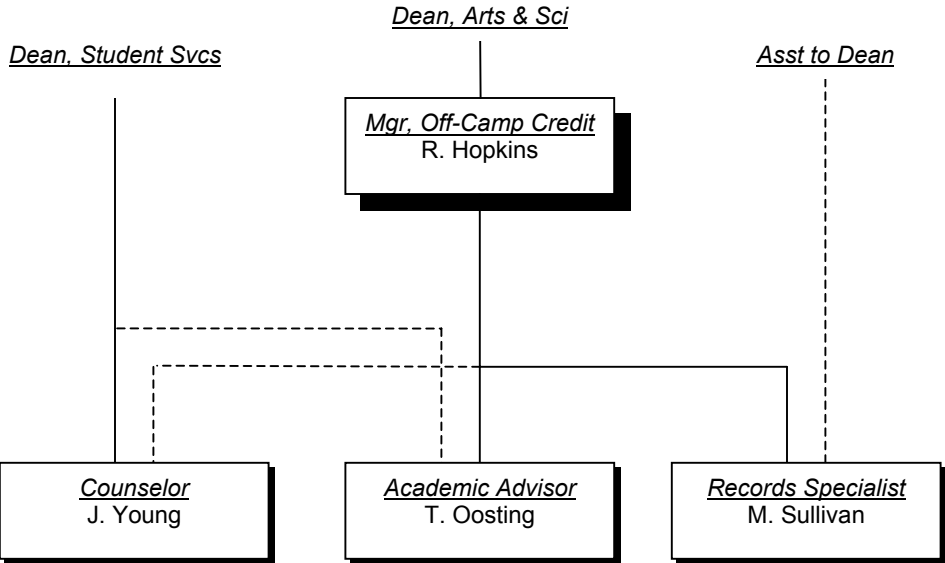 Dean, Arts & Sci
Dean, Student Svcs
Asst to Dean
Mgr, Off-Camp Credit
R. Hopkins
Counselor
J. Young
Academic Advisor
T. Oosting
Records Specialist
M. Sullivan